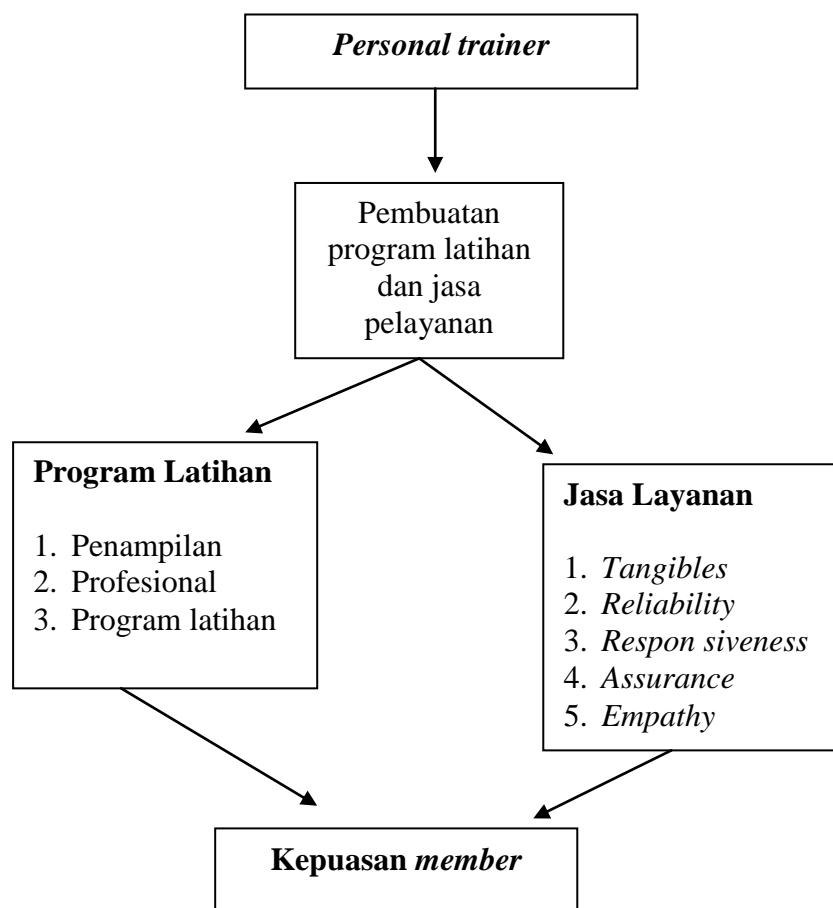 Personal trainer
Pembuatan
program latihan
dan jasa
pelayanan
Program Latihan
1. Penampilan
2. Profesional
3. Program latihan
Jasa Layanan
1. Tangibles
2. Reliability
3. Respon siveness
4. Assurance
5. Empathy
Kepuasan member